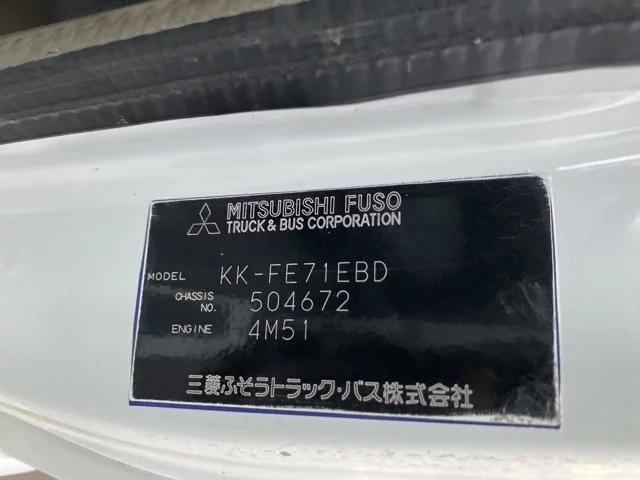 MITSUBISHI FUSO
TRUCK & BUS CORPORATION
MODEL KK-FE71EBD
CHASSIS NO. 504672
ENGINE 4M51
三菱ふそうトラック・バス株式会社